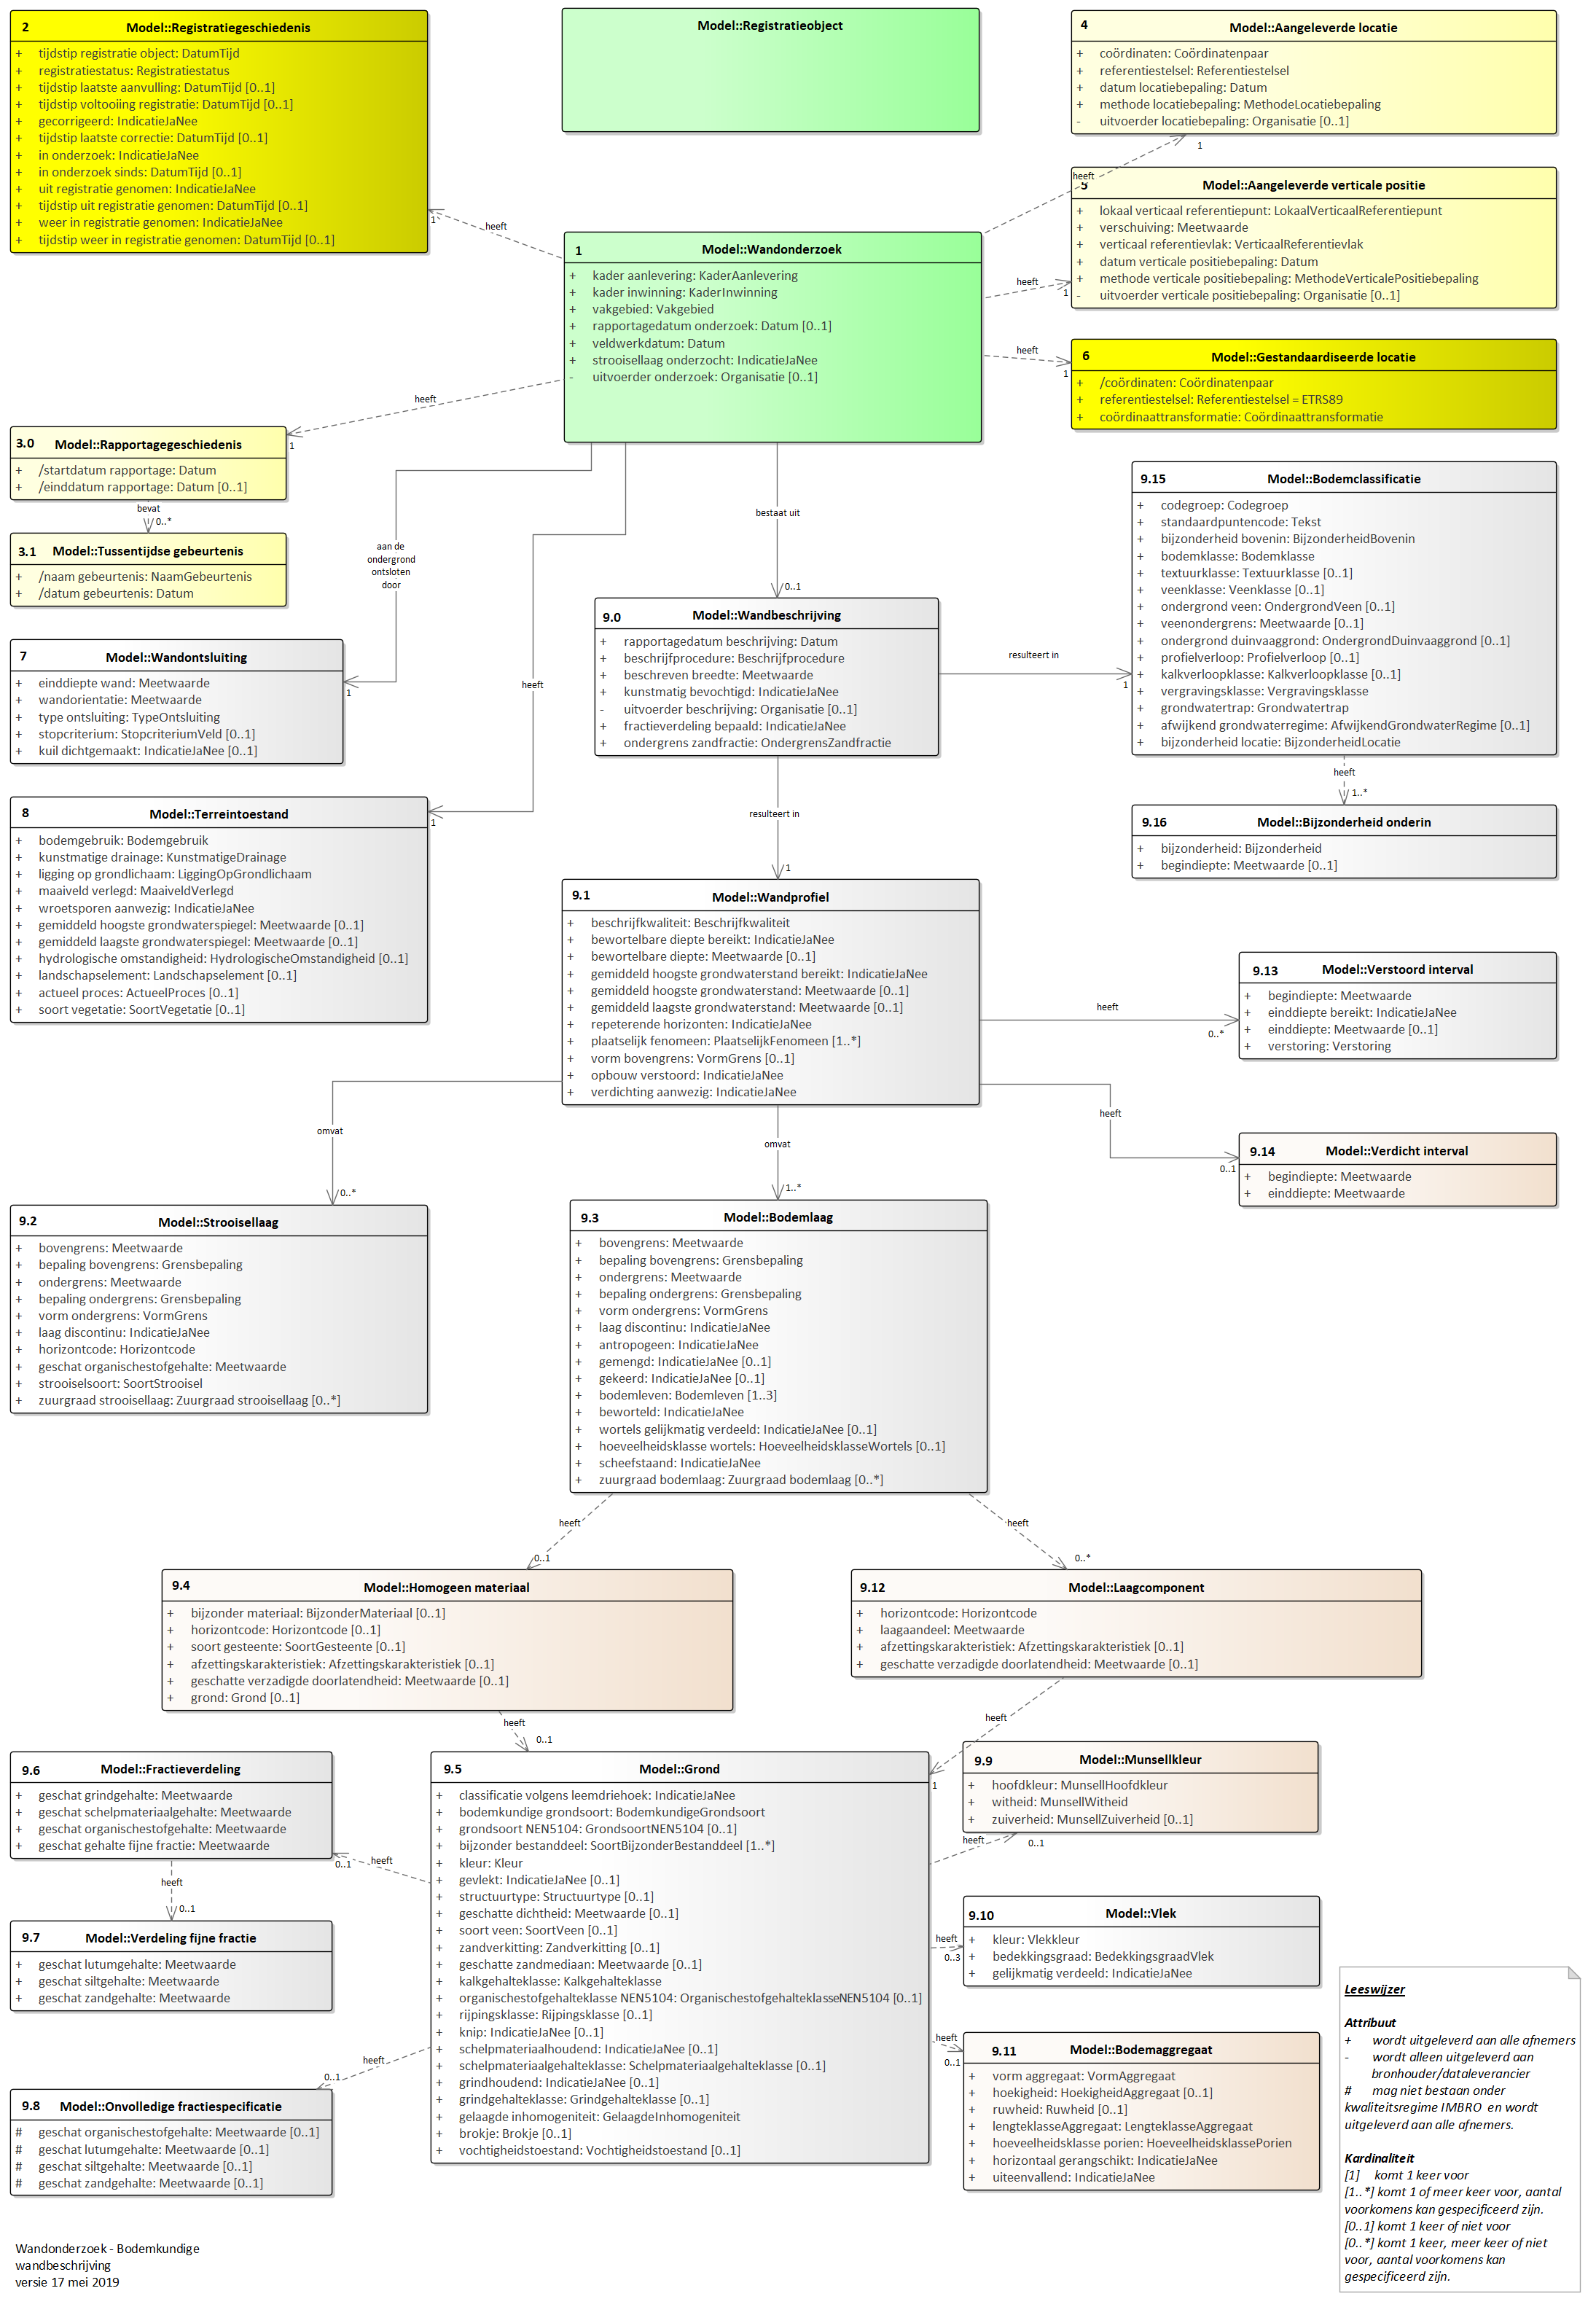 2 Model::Registratiegeschiedenis
+ tijdstip registratie object: DatumTijd
+ registratiestatus: Registratiestatus
+ tijdstip laatste aanvulling: DatumTijd [0..1]
+ tijdstip voltooiing registratie: DatumTijd [0..1]
+ gecorrigeerd: IndicatieJaNee
+ tijdstip laatste correctie: DatumTijd [0..1]
+ in onderzoek: IndicatieJaNee
+ in onderzoek sinds: DatumTijd [0..1]
+ uit registratie genomen: IndicatieJaNee
+ tijdstip uit registratie genomen: DatumTijd [0..1]
+ weer in registratie genomen: IndicatieJaNee
+ tijdstip weer in registratie genomen: DatumTijd [0..1]
Model::Registratieobject
4 Model::Aangeleverde locatie
+ coördinaten: Coördinatenpaar
+ referentiestelsel: Referentiestelsel
+ datum locatiebepaling: Datum
+ methode locatiebepaling: MethodeLocatiebepaling
- uitvoerder locatiebepaling: Organisatie [0..1]
1
heeft
5 Model::Aangeleverde verticale positie
+ lokaal verticaal referentiepunt: LokaalVerticaalReferentiepunt
+ verschuiving: Meetwaarde
+ verticaal referentievlak: VerticaalReferentievlak
+ datum verticale positiebepaling: Datum
+ methode verticale positiebepaling: MethodeVerticalePositiebepaling
- uitvoerder verticale positiebepaling: Organisatie [0..1]
1
heeft
1
heeft
1 Model::Wandonderzoek
+ kader aanlevering: KaderAanlevering
+ kader inwinning: KaderInwinning
+ vakgebied: Vakgebied
+ rapportagedatum onderzoek: Datum [0..1]
+ veldwerkdatum: Datum
+ strooisellaag onderzocht: IndicatieJaNee
- uitvoerder onderzoek: Organisatie [0..1]
heeft
1
6 Model::Gestandaardiseerde locatie
+ /coördinaten: Coördinatenpaar
+ referentiestelsel: Referentiestelsel = ETRS89
+ coördinaattransformatie: Coördinaattransformatie
heeft
1
3.0 Model::Rapportagegeschiedenis
+ /startdatum rapportage: Datum
+ /einddatum rapportage: Datum [0..1]
bevat
0..*
3.1 Model::Tussentijdse gebeurtenis
+ /naam gebeurtenis: NaamGebeurtenis
+ /datum gebeurtenis: Datum
aan de
ondergrond
ontsloten
door
1
7 Model::Wandontsluiting
+ einddiepte wand: Meetwaarde
+ wandorientatie: Meetwaarde
+ type ontsluiting: TypeOntsluiting
+ stopcriterium: StopcriteriumVeld [0..1]
+ kuil dichtgemaakt: IndicatieJaNee [0..1]
heeft
1
8 Model::Terreintoestand
+ bodemgebruik: Bodemgebruik
+ kunstmatige drainage: KunstmatigeDrainage
+ ligging op grondlichaam: LiggingOpGrondlichaam
+ maaiveld verlegd: MaaiveldVerlegd
+ wroetsporen aanwezig: IndicatieJaNee
+ gemiddeld hoogste grondwaterspiegel: Meetwaarde [0..1]
+ gemiddeld laagste grondwaterspiegel: Meetwaarde [0..1]
+ hydrologische omstandigheid: HydrologischeOmstandigheid [0..1]
+ landschapselement: Landschapselement [0..1]
+ actueel proces: ActueelProces [0..1]
+ soort vegetatie: SoortVegetatie [0..1]
bestaat uit
0..1
9.0 Model::Wandbeschrijving
+ rapportagedatum beschrijving: Datum
+ beschrijfprocedure: Beschrijfprocedure
+ beschreven breedte: Meetwaarde
+ kunstmatig bevochtigd: IndicatieJaNee
- uitvoerder beschrijving: Organisatie [0..1]
+ fractieverdeling bepaald: IndicatieJaNee
+ ondergrens zandfractie: OndergrensZandfractie
resulteert in
1
9.15 Model::Bodemclassificatie
+ codegroep: Codegroep
+ standaardpuntencode: Tekst
+ bijzonderheid bovenin: BijzonderheidBovenin
+ bodemklasse: Bodemklasse
+ textuurklasse: Textuurklasse [0..1]
+ veenklasse: Veenklasse [0..1]
+ ondergrond veen: OndergrondVeen [0..1]
+ veenondergrens: Meetwaarde [0..1]
+ ondergrond duinvaaggrond: OndergrondDuinvaaggrond [0..1]
+ profielverloop: Profielverloop [0..1]
+ kalkverloopklasse: Kalkverloopklasse [0..1]
+ vergravingsklasse: Vergravingsklasse
+ grondwatertrap: Grondwatertrap
+ afwijkend grondwaterregime: AfwijkendGrondwaterRegime [0..1]
+ bijzonderheid locatie: BijzonderheidLocatie
heeft
1..*
9.16 Model::Bijzonderheid onderin
+ bijzonderheid: Bijzonderheid
+ begindiepte: Meetwaarde [0..1]
resulteert in
1
9.1 Model::Wandprofiel
+ beschrijfkwaliteit: Beschrijfkwaliteit
+ bewortelbare diepte bereikt: IndicatieJaNee
+ bewortelbare diepte: Meetwaarde [0..1]
+ gemiddeld hoogste grondwaterstand bereikt: IndicatieJaNee
+ gemiddeld hoogste grondwaterstand: Meetwaarde [0..1]
+ gemiddeld laagste grondwaterstand: Meetwaarde [0..1]
+ repeterende horizonten: IndicatieJaNee
+ plaatselijk fenomeen: PlaatselijkFenomeen [1..*]
+ vorm bovengrens: VormGrens [0..1]
+ opbouw verstoord: IndicatieJaNee
+ verdichting aanwezig: IndicatieJaNee
heeft
0..*
9.13 Model::Verstoord interval
+ begindiepte: Meetwaarde
+ einddiepte bereikt: IndicatieJaNee
+ einddiepte: Meetwaarde [0..1]
+ verstoring: Verstoring
heeft
0..1
9.14 Model::Verdicht interval
+ begindiepte: Meetwaarde
+ einddiepte: Meetwaarde
omvat
0..*
9.2 Model::Strooisellaag
+ bovengrens: Meetwaarde
+ bepaling bovengrens: Grensbepaling
+ ondergrens: Meetwaarde
+ bepaling ondergrens: Grensbepaling
+ vorm ondergrens: VormGrens
+ laag discontinu: IndicatieJaNee
+ horizontcode: Horizontcode
+ geschat organischestofgehalte: Meetwaarde
+ strooiselsoort: SoortStrooisel
+ zuurgraad strooisellaag: Zuurgraad strooisellaag [0..*]
omvat
1..*
9.3 Model::Bodemlaag
+ bovengrens: Meetwaarde
+ bepaling bovengrens: Grensbepaling
+ ondergrens: Meetwaarde
+ bepaling ondergrens: Grensbepaling
+ vorm ondergrens: VormGrens
+ laag discontinu: IndicatieJaNee
+ antropogeen: IndicatieJaNee
+ gemengd: IndicatieJaNee [0..1]
+ gekeerd: IndicatieJaNee [0..1]
+ bodemleven: Bodemleven [1..3]
+ beworteld: IndicatieJaNee
+ wortels gelijkmatig verdeeld: IndicatieJaNee [0..1]
+ hoeveelheidsklasse wortels: HoeveelheidsklasseWortels [0..1]
+ scheefstaand: IndicatieJaNee
+ zuurgraad bodemlaag: Zuurgraad bodemlaag [0..*]
heeft
0..1
heeft
0..*
9.4 Model::Homogeen materiaal
+ bijzonder materiaal: BijzonderMateriaal [0..1]
+ horizontcode: Horizontcode [0..1]
+ soort gesteente: SoortGesteente [0..1]
+ afzettingskarakteristiek: Afzettingskarakteristiek [0..1]
+ geschatte verzadigde doorlatendheid: Meetwaarde [0..1]
+ grond: Grond [0..1]
9.12 Model::Laagcomponent
+ horizontcode: Horizontcode
+ laagaandeel: Meetwaarde
+ afzettingskarakteristiek: Afzettingskarakteristiek [0..1]
+ geschatte verzadigde doorlatendheid: Meetwaarde [0..1]
heeft
0..1
heeft
1
9.6 Model::Fractieverdeling
+ geschat grindgehalte: Meetwaarde
+ geschat schelpmateriaalgehalte: Meetwaarde
+ geschat organischestofgehalte: Meetwaarde
+ geschat gehalte fijne fractie: Meetwaarde
heeft
0..1
heeft
0..1
9.7 Model::Verdeling fijne fractie
+ geschat lutumgehalte: Meetwaarde
+ geschat siltgehalte: Meetwaarde
+ geschat zandgehalte: Meetwaarde
heeft
0..1
9.8 Model::Onvolledige fractiespecificatie
# geschat organischestofgehalte: Meetwaarde [0..1]
# geschat lutumgehalte: Meetwaarde [0..1]
# geschat siltgehalte: Meetwaarde [0..1]
# geschat zandgehalte: Meetwaarde [0..1]
9.5 Model::Grond
+ classificatie volgens leemdriehoek: IndicatieJaNee
+ bodemkundige grondsoort: BodemkundigeGrondsoort
+ grondsoort NEN5104: GrondsoortNEN5104 [0..1]
+ bijzonder bestanddeel: SoortBijzonderBestanddeel [1..*]
+ kleur: Kleur
+ gevlekt: IndicatieJaNee [0..1]
+ structuurtype: Structuurtype [0..1]
+ geschatte dichtheid: Meetwaarde [0..1]
+ soort veen: SoortVeen [0..1]
+ zandverkitting: Zandverkitting [0..1]
+ geschatte zandmediaan: Meetwaarde [0..1]
+ kalkgehalteklasse: Kalkgehalteklasse
+ organischestofgehalteklasse NEN5104: OrganischestofgehalteklasseNEN5104 [0..1]
+ rijpingsklasse: Rijpingsklasse [0..1]
+ knip: IndicatieJaNee [0..1]
+ schelpmateriaalhoudend: IndicatieJaNee [0..1]
+ schelpmateriaalgehalteklasse: Schelpmateriaalgehalteklasse [0..1]
+ grindhoudend: IndicatieJaNee [0..1]
+ grindgehalteklasse: Grindgehalteklasse [0..1]
+ gelaagde inhomogeniteit: GelaagdeInhomogeniteit
+ brokje: Brokje [0..1]
+ vochtigheidstoestand: Vochtigheidstoestand [0..1]
9.9 Model::Munsellkleur
+ hoofdkleur: MunsellHoofdkleur
+ witheid: MunsellWitheid
+ zuiverheid: MunsellZuiverheid [0..1]
heeft
0..1
9.10 Model::Vlek
+ kleur: Vlekkleur
+ bedekkingsgraad: BedekkingsgraadVlek
+ gelijkmatig verdeeld: IndicatieJaNee
heeft
0..3
9.11 Model::Bodemaggregaat
+ vorm aggregaat: VormAggregaat
+ hoekigheid: HoekigheidAggregaat [0..1]
+ ruwheid: Ruwheid [0..1]
+ lengteklasseAggregaat: LengteklasseAggregaat
+ hoeveelheidsklasse porien: HoeveelheidsklassePorien
+ horizontaal gerangschikt: IndicatieJaNee
+ uiteenvallend: IndicatieJaNee
heeft
0..1
Leeswijzer
Attribuut
+ wordt uitgeleverd aan alle afnemers
- wordt alleen uitgeleverd aan
bronhouder/dataleverancier
# mag niet bestaan onder
kwaliteitsregime IMBRO en wordt
uitgeleverd aan alle afnemers.
Kardinaliteit
[1] komt 1 keer voor
[1..*] komt 1 of meer keer voor, aantal
voorkomens kan gespecificeerd zijn.
[0..1] komt 1 keer of niet voor
[0..*] komt 1 keer, meer keer of niet
voor, aantal voorkomens kan
gespecificeerd zijn.
Wandonderzoek - Bodemkundige
wandbeschrijving
versie 17 mei 2019